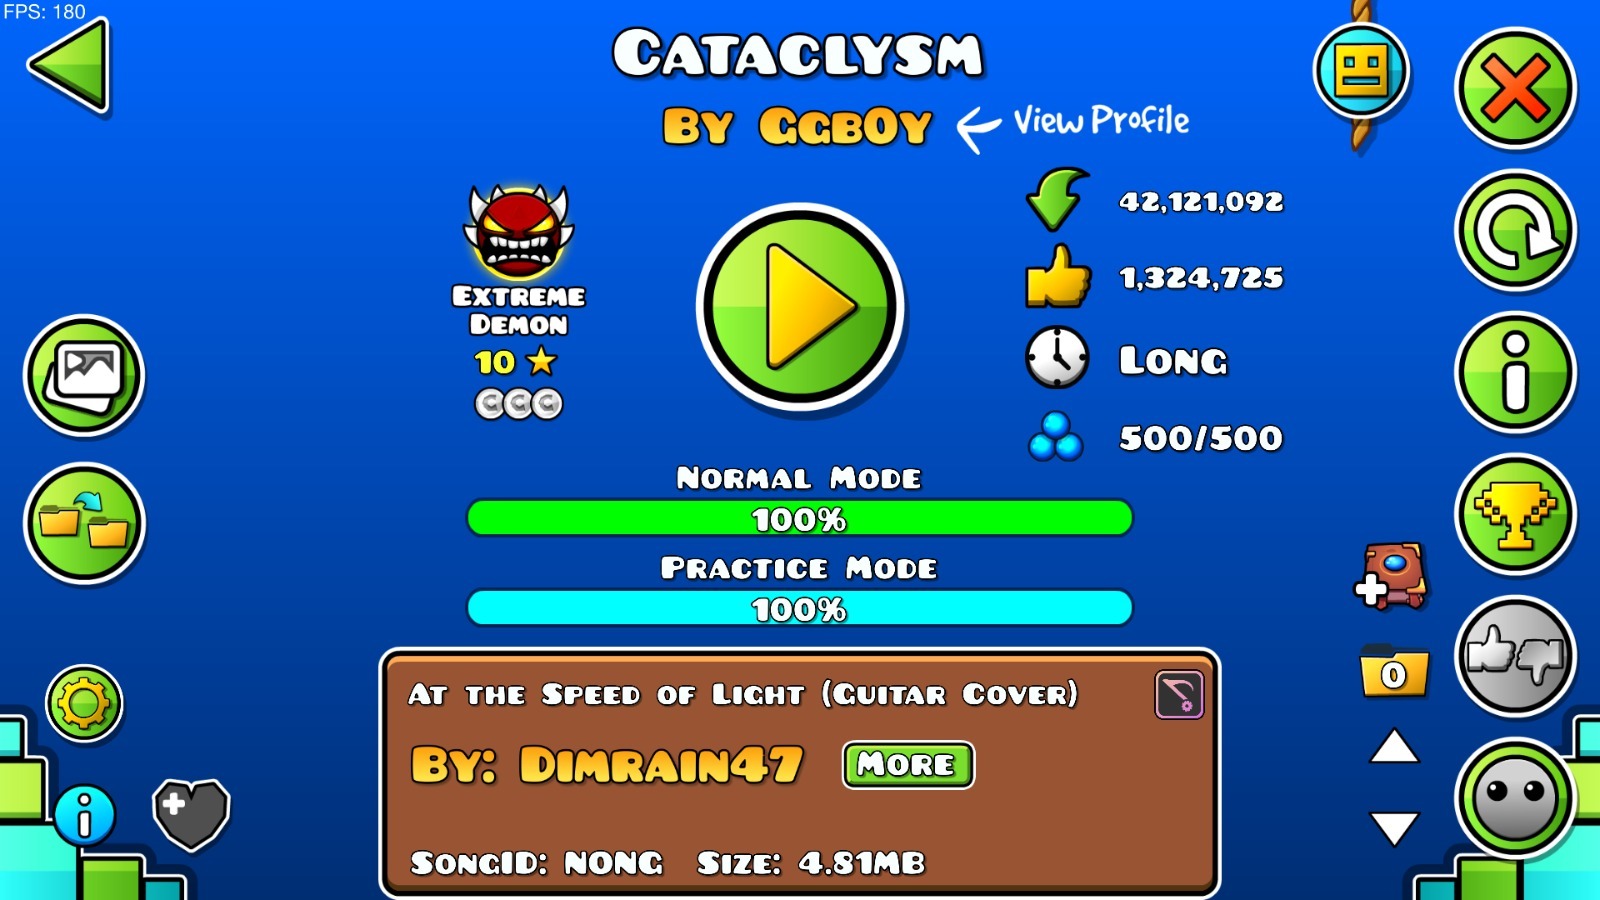 FPS: 180
Cataclysm
By Ggb0y
View Profile
42,121,092
1,324,725
Long
500/500
Extreme
Demon
10
C C C
Normal Mode
100%
Practice Mode
100%
0
At the Speed of Light (Guitar Cover)
By: Dimrain47
More
SongID: NONG Size: 4.81MB